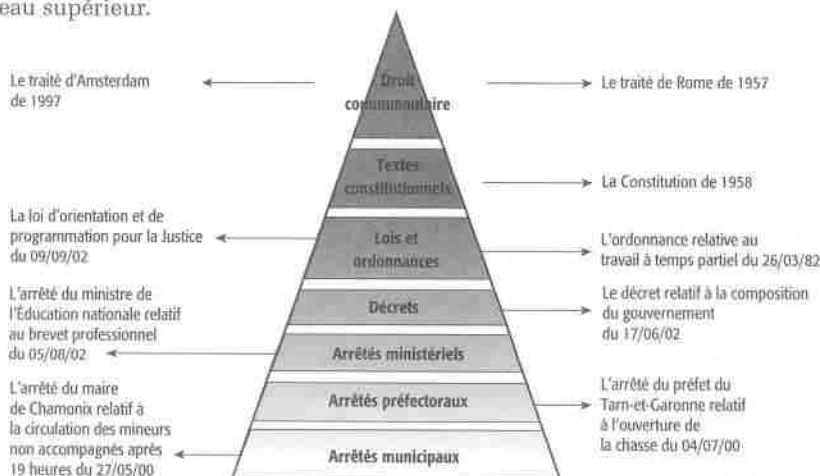 eau supérieur.
Droit
communautaire
Le traité d'Amsterdam
de 1997
Le traité de Rome de 1957
Textes
constitutionnels
La Constitution de 1958
La loi d'orientation et de
programmation pour la Justice
du 09/09/02
Lois et
ordonnances
L'ordonnance relative au
travail à temps partiel du 26/03/82
Décrets
Le décret relatif à la composition
du gouvernement
du 17/06/02
L'arrêté du ministre de
l'Éducation nationale relatif
au brevet professionnel
du 05/08/02
Arrêtés ministériels
Arrêtés préfectoraux
L'arrêté du préfet du
Tarn-et-Garonne relatif
à l'ouverture de
la chasse du 04/07/00
L'arrêté du maire
de Chamonix relatif à
la circulation des mineurs
non accompagnés après
19 heures du 27/05/00
Arrêtés municipaux